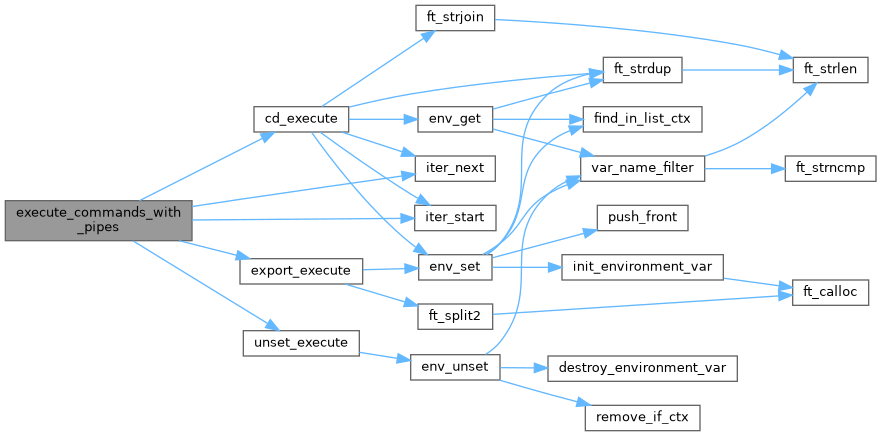 execute_commands_with
_pipes
cd_execute
export_execute
unset_execute
ft_strjoin
env_get
iter_next
iter_start
env_set
ft_split2
env_unset
ft_strdup
find_in_list_ctx
var_name_filter
push_front
init_environment_var
destroy_environment_var
remove_if_ctx
ft_strlen
ft_strncmp
ft_calloc